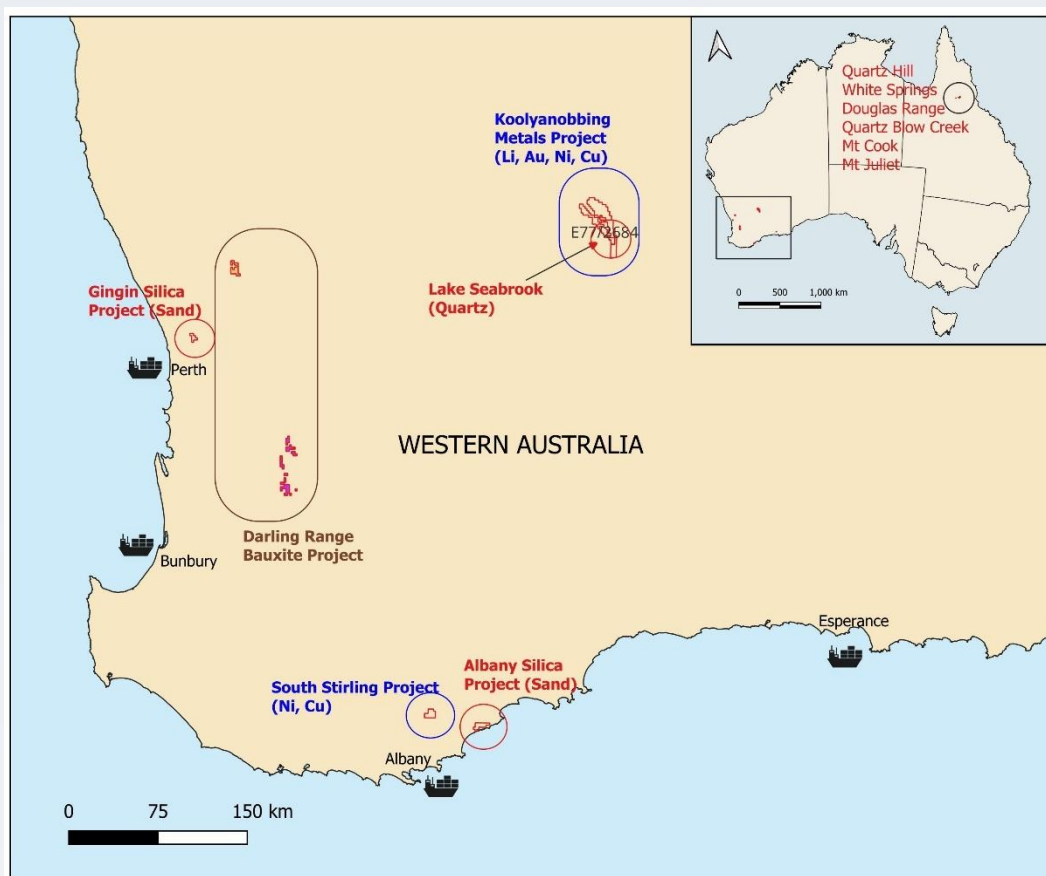 Koolyanobbing
Metals Project
(Li, Au, Ni, Cu)
E7772684
Lake Seabrook
(Quartz)
Gingin Silica
Project (Sand)
Perth
WESTERN AUSTRALIA
Darling Range
Bauxite Project
Bunbury
Esperance
Albany Silica
Project (Sand)
South Stirling Project
(Ni, Cu)
Albany
0 75 150 km
Quartz Hill
White Springs
Douglas Range
Quartz Blow Creek
Mt Cook
Mt Juliet
0 500 1,000 km